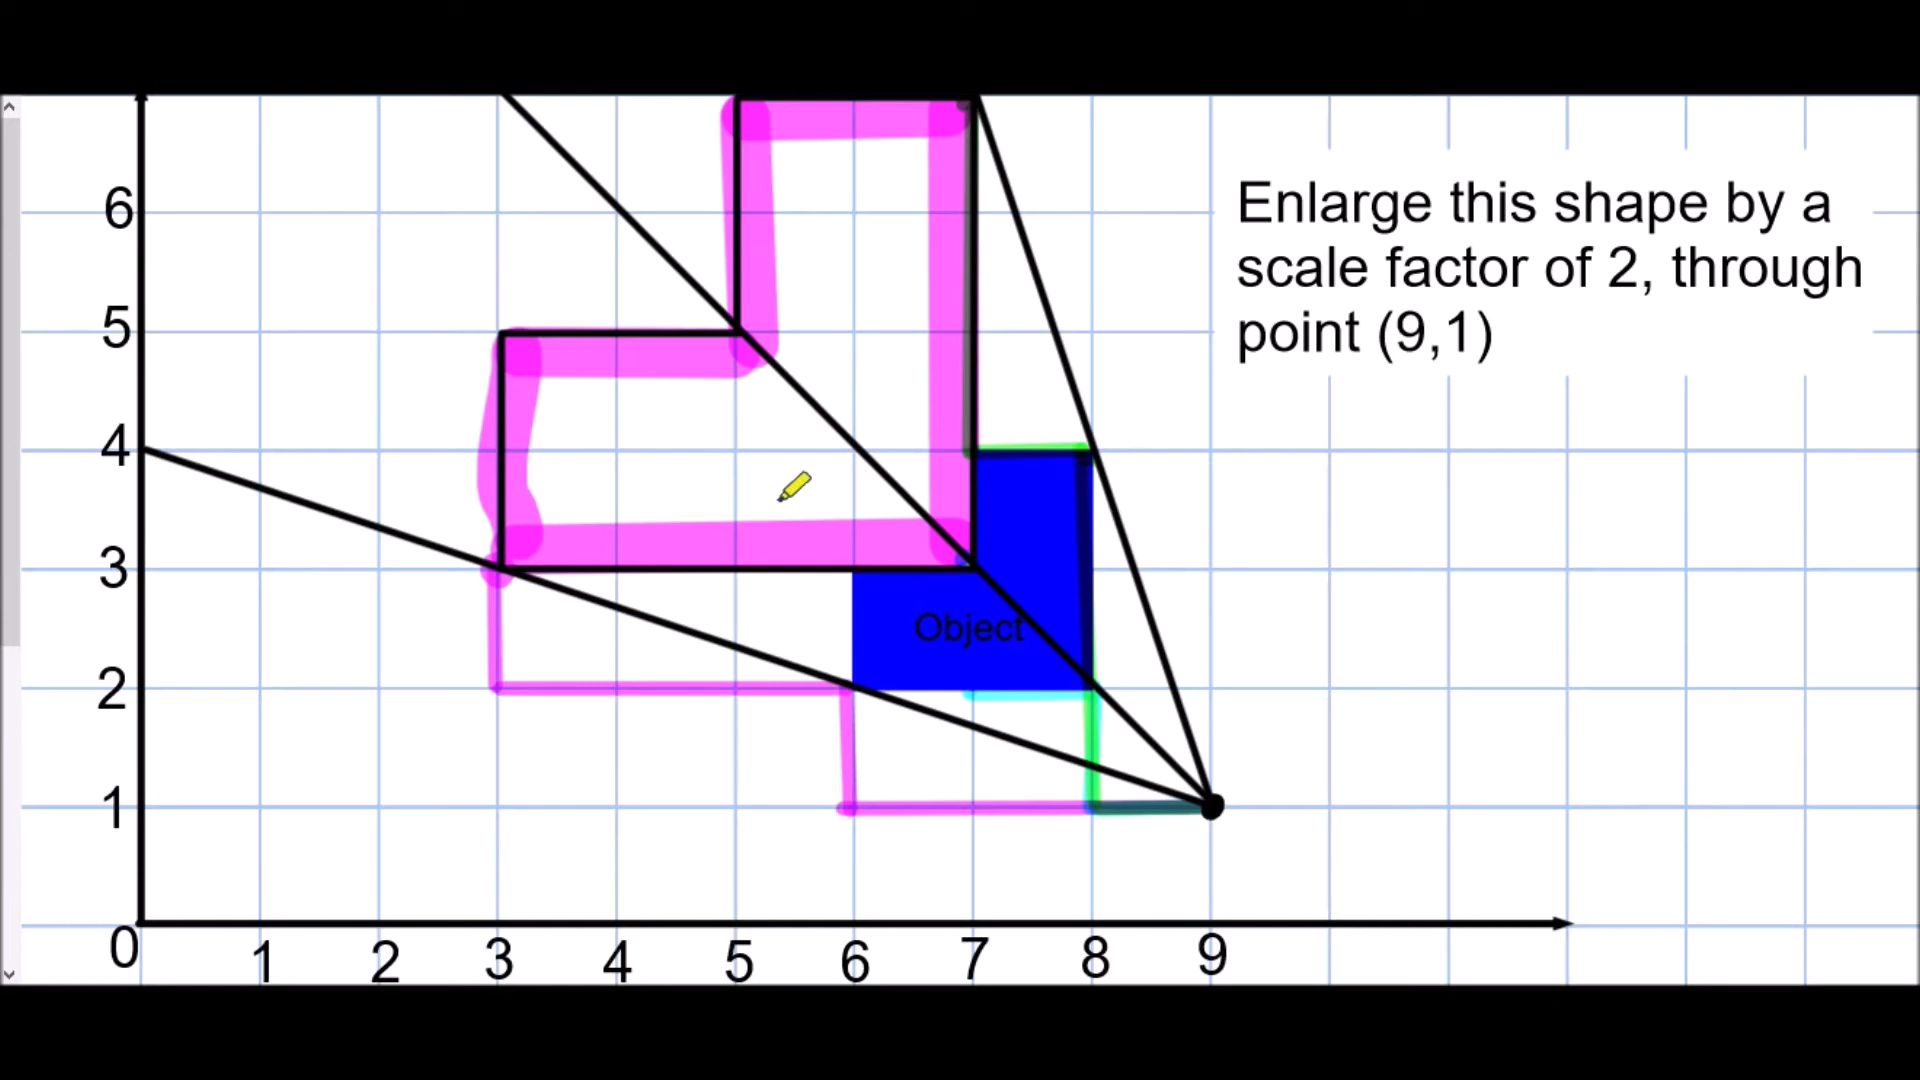 Enlarge this shape by a
scale factor of 2, through
point (9,1)
6
5
4
3
Object
2
1
0
1 2 3 4 5 6 7 8 9